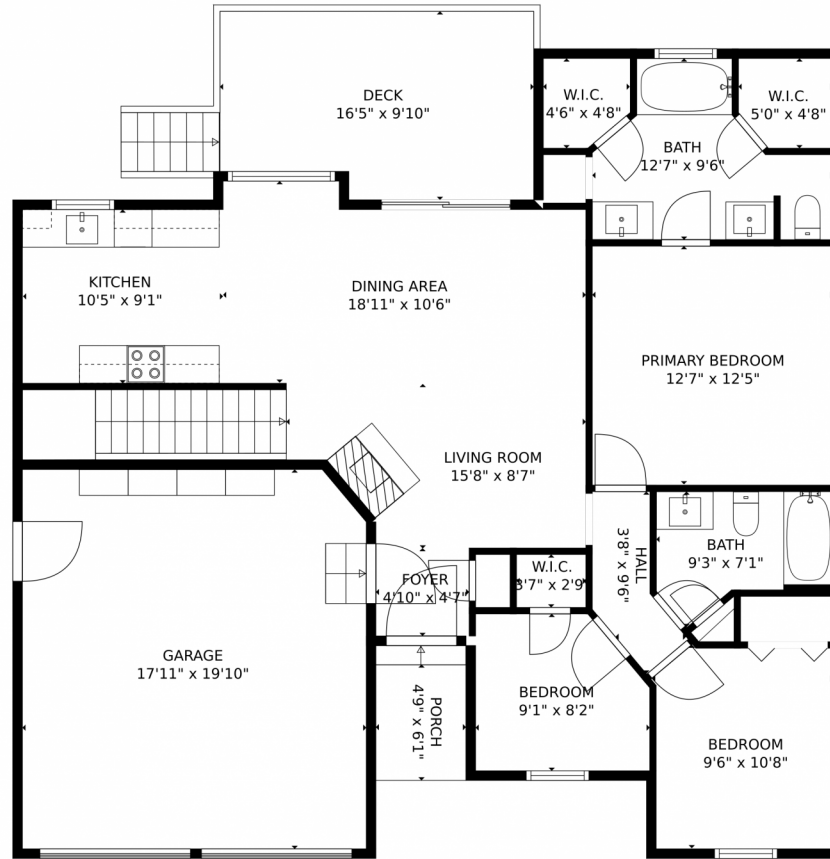 DECK
16'5" x 9'10"
W.I.C.
4'6" x 4'8"
W.I.C.
5'0" x 4'8"
BATH
12'7" x 9'6"
KITCHEN
10'5" x 9'1"
DINING AREA
18'11" x 10'6"
PRIMARY BEDROOM
12'7" x 12'5"
LIVING ROOM
15'8" x 8'7"
HALL
3'8" x 9'6"
BATH
9'3" x 7'1"
W.I.C.
3'7" x 2'9"
FOYER
4'10" x 4'7"
GARAGE
17'11" x 19'10"
PORCH
4'9" x 6'1"
BEDROOM
9'1" x 8'2"
BEDROOM
9'6" x 10'8"